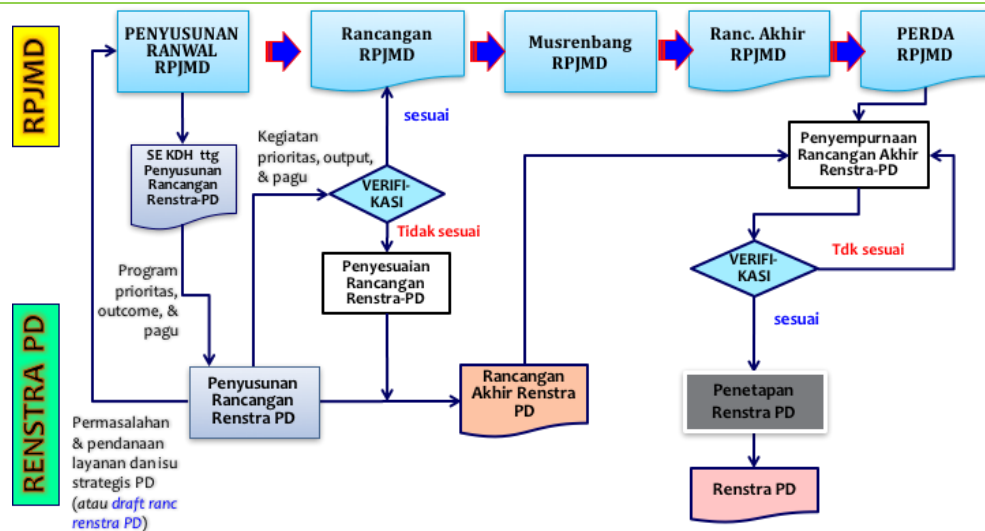 RPJMD
PENYUSUNAN
RANWAL
RPJMD
Rancangan
RPJMD
Musrenbang
RPJMD
Ranc. Akhir
RPJMD
PERDA
RPJMD
SE KDH ttg
Penyusunan
Rancangan
Renstra-PD
Kegiatan
prioritas, output,
& pagu
sesuai
VERIFI-
KASI
Tidak sesuai
Penyesuaian
Rancangan
Renstra-PD
Penyempurnaan
Rancangan Akhir
Renstra-PD
VERIFI-
KASI
Tdk sesuai
sesuai
Program
prioritas,
outcome, &
pagu
RENSTRA PD
Penyusunan
Rancangan
Renstra PD
Rancangan
Akhir Renstra
PD
Penetapan
Renstra PD
Renstra PD
Permasalahan
& pendanaan
layanan dan isu
strategis PD
(atau draft ranc
renstra PD)